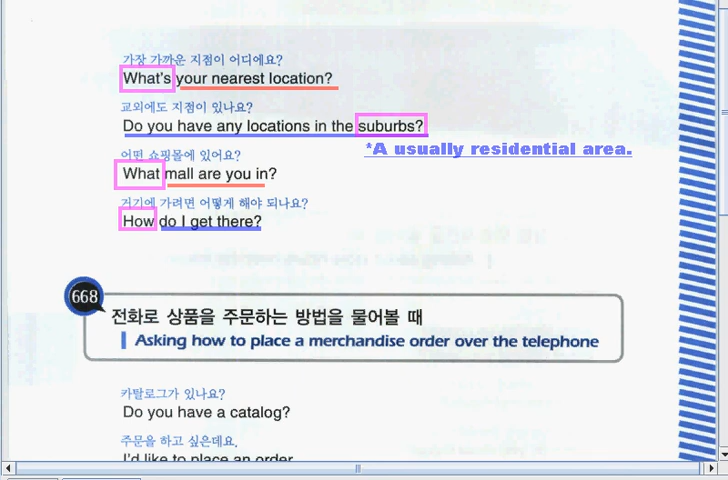 가장 가까운 지점이 어디에요?
What's your nearest location?
교외에도 지점이 있나요?
Do you have any locations in the suburbs?
*A usually residential area.
어떤 쇼핑몰에 있어요?
What mall are you in?
거기에 가려면 어떻게 해야 되나요?
How do I get there?
668
전화로 상품을 주문하는 방법을 물어볼 때
Asking how to place a merchandise order over the telephone
카탈로그가 있나요?
Do you have a catalog?
주문을 하고 싶은데요.
I'd like to place an order